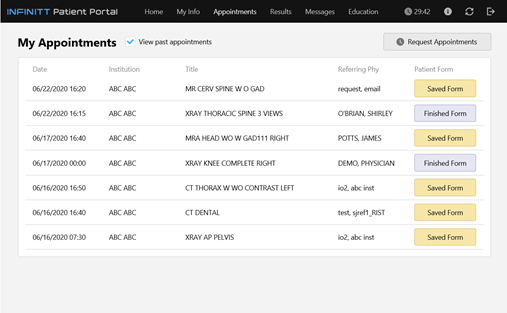 INFINITT Patient Portal Home My Info Appointments Results Messages Education 29:42
My Appointments View past appointments Request Appointments
Date Institution Title Referring Phy Patient Form
06/22/2020 16:20 ABC ABC MR CERV SPINE W O GAD request, email Saved Form
06/22/2020 16:15 ABC ABC XRAY THORACIC SPINE 3 VIEWS O'BRIAN, SHIRLEY Finished Form
06/17/2020 16:40 ABC ABC MRA HEAD WO W GAD111 RIGHT POTTS, JAMES Saved Form
06/17/2020 00:00 ABC ABC XRAY KNEE COMPLETE RIGHT DEMO, PHYSICIAN Finished Form
06/16/2020 16:50 ABC ABC CT THORAX W WO CONTRAST LEFT io2, abc inst Saved Form
06/16/2020 16:40 ABC ABC CT DENTAL test, sjref1_RIST Saved Form
06/16/2020 07:30 ABC ABC XRAY AP PELVIS io2, abc inst Saved Form